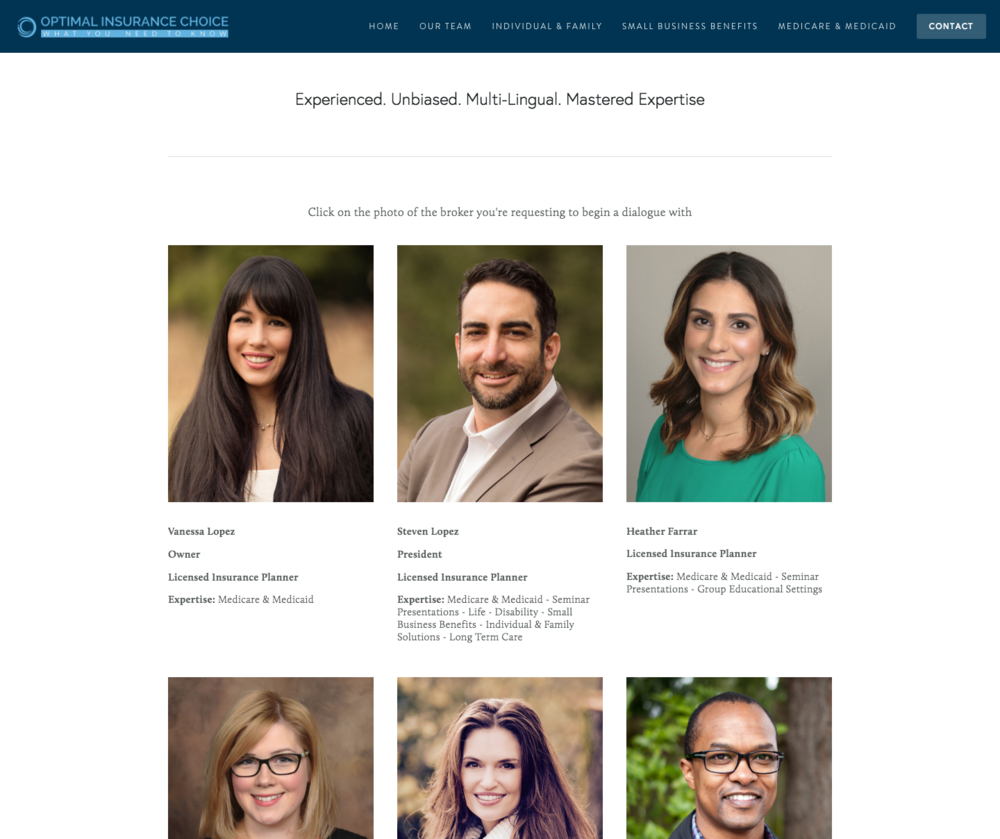 OPTIMAL INSURANCE CHOICE
WHAT YOU NEED TO KNOW
HOME
OUR TEAM
INDIVIDUAL & FAMILY
SMALL BUSINESS BENEFITS
MEDICARE & MEDICAID
CONTACT
Experienced. Unbiased. Multi-Lingual. Mastered Expertise
Click on the photo of the broker you're requesting to begin a dialogue with
Vanessa Lopez
Owner
Licensed Insurance Planner
Expertise: Medicare & Medicaid
Steven Lopez
President
Licensed Insurance Planner
Expertise: Medicare & Medicaid - Seminar
Presentations - Life - Disability - Small
Business Benefits - Individual & Family
Solutions - Long Term Care
Heather Farrar
Licensed Insurance Planner
Expertise: Medicare & Medicaid - Seminar
Presentations - Group Educational Settings